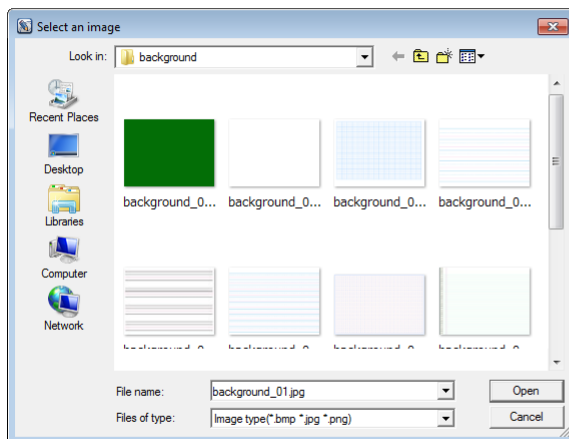 Select an image
Look in:
background
Recent Places
Desktop
Libraries
Computer
Network
background_0...
background_0...
background_0...
background_0...
File name:
background_01.jpg
Open
Files of type:
Image type(*.bmp *.jpg *.png)
Cancel